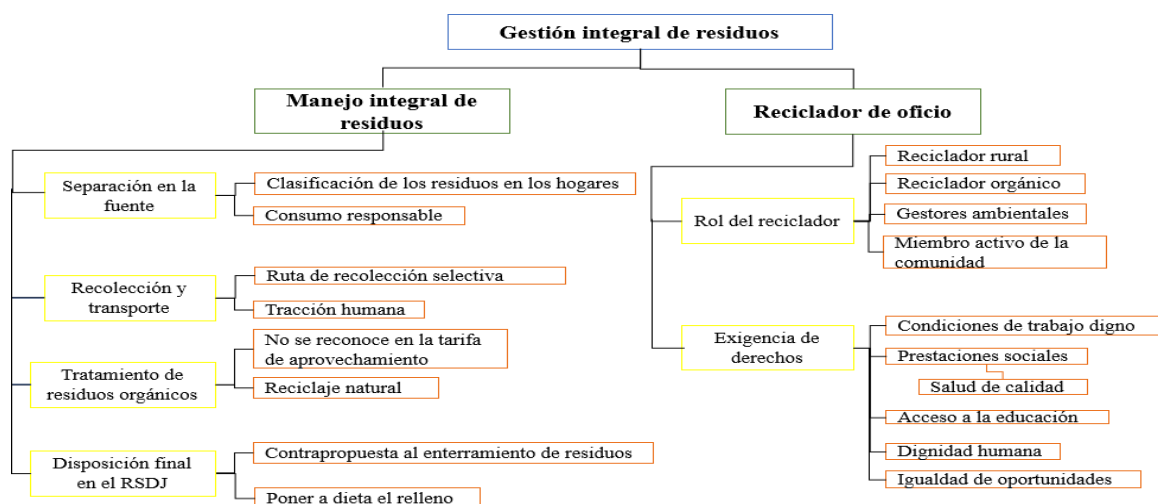 Gestión integral de residuos
Manejo integral de
residuos
Separación en la
fuente
Clasificación de los residuos en los hogares
Consumo responsable
Recolección y
transporte
Ruta de recolección selectiva
Tracción humana
Tratamiento de
residuos orgánicos
No se reconoce en la tarifa
de aprovechamiento
Reciclaje natural
Disposición final
en el RSDJ
Contrapropuesta al enterramiento de residuos
Poner a dieta el relleno
Reciclador de oficio
Rol del reciclador
Reciclador rural
Reciclador orgánico
Gestores ambientales
Miembro activo de la
comunidad
Exigencia de
derechos
Condiciones de trabajo digno
Prestaciones sociales
Salud de calidad
Acceso a la educación
Dignidad humana
Igualdad de oportunidades